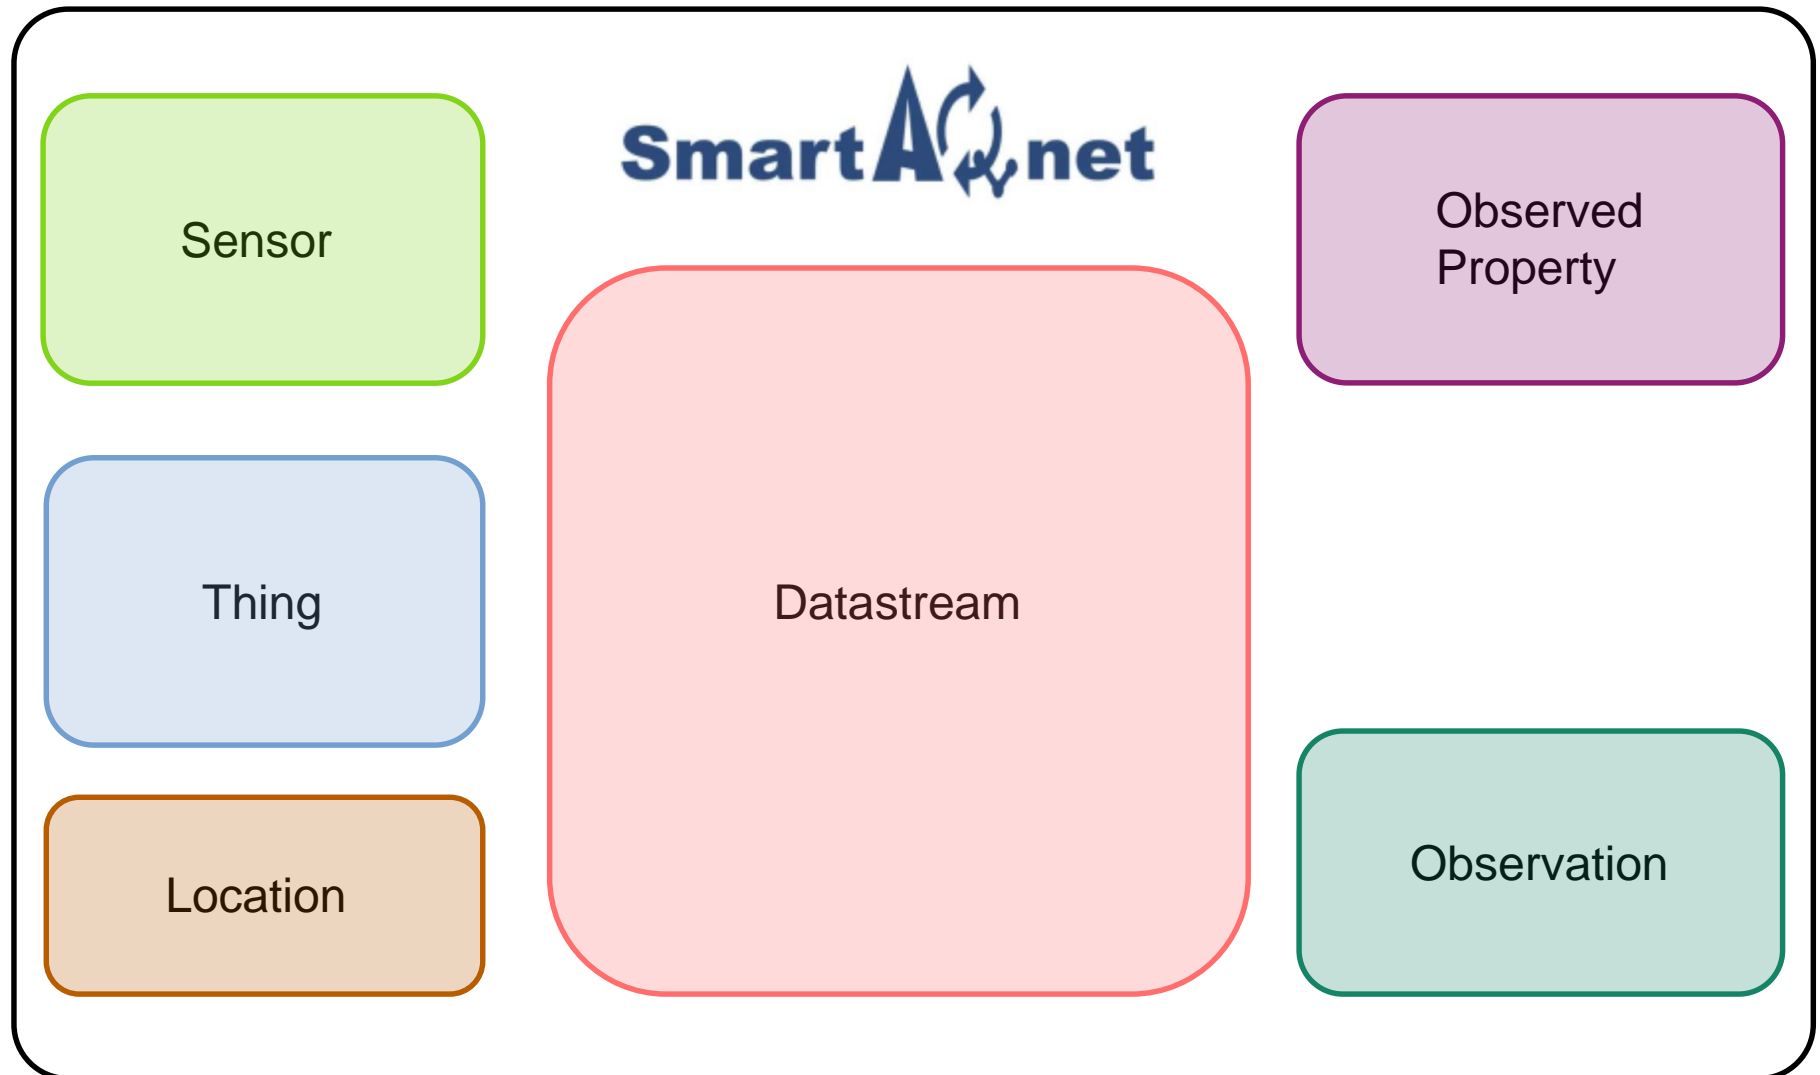 SmartAQnet
Sensor
Observed
Property
Thing
Datastream
Location
Observation